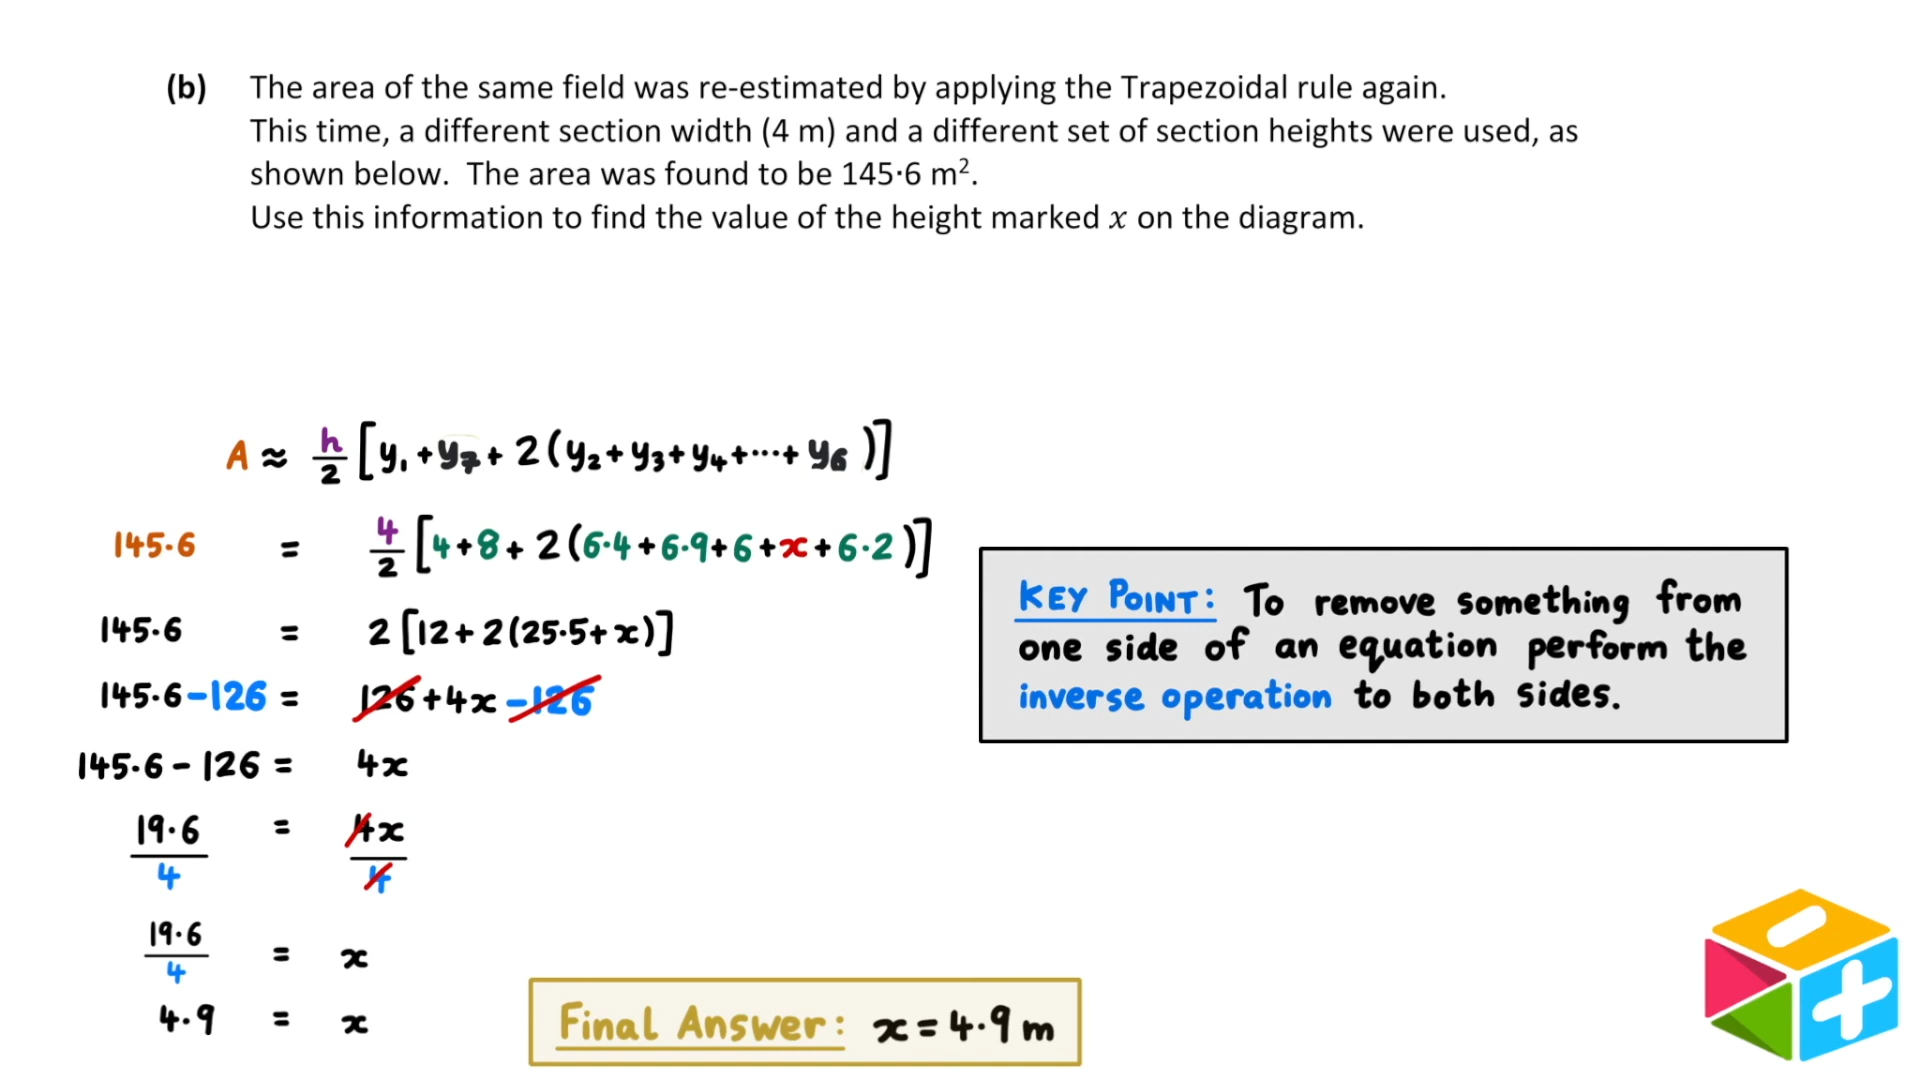 (b) The area of the same field was re-estimated by applying the Trapezoidal rule again.
This time, a different section width (4 m) and a different set of section heights were used, as
shown below. The area was found to be 145·6 m².
Use this information to find the value of the height marked x on the diagram.
A ≈ h/2 [y₁ + y₇ + 2(y₂ + y₃ + y₄ + ··· + y₆)]
145·6 = 4/2 [4 + 8 + 2(6·4 + 6·9 + 6 + x + 6·2)]
145·6 = 2[12 + 2(25·5 + x)]
145·6 − 126 = 126 + 4x − 126
145·6 − 126 = 4x
19·6/4 = 4x/4
19·6/4 = x
4·9 = x
KEY POINT: To remove something from
one side of an equation perform the
inverse operation to both sides.
Final Answer: x = 4·9 m